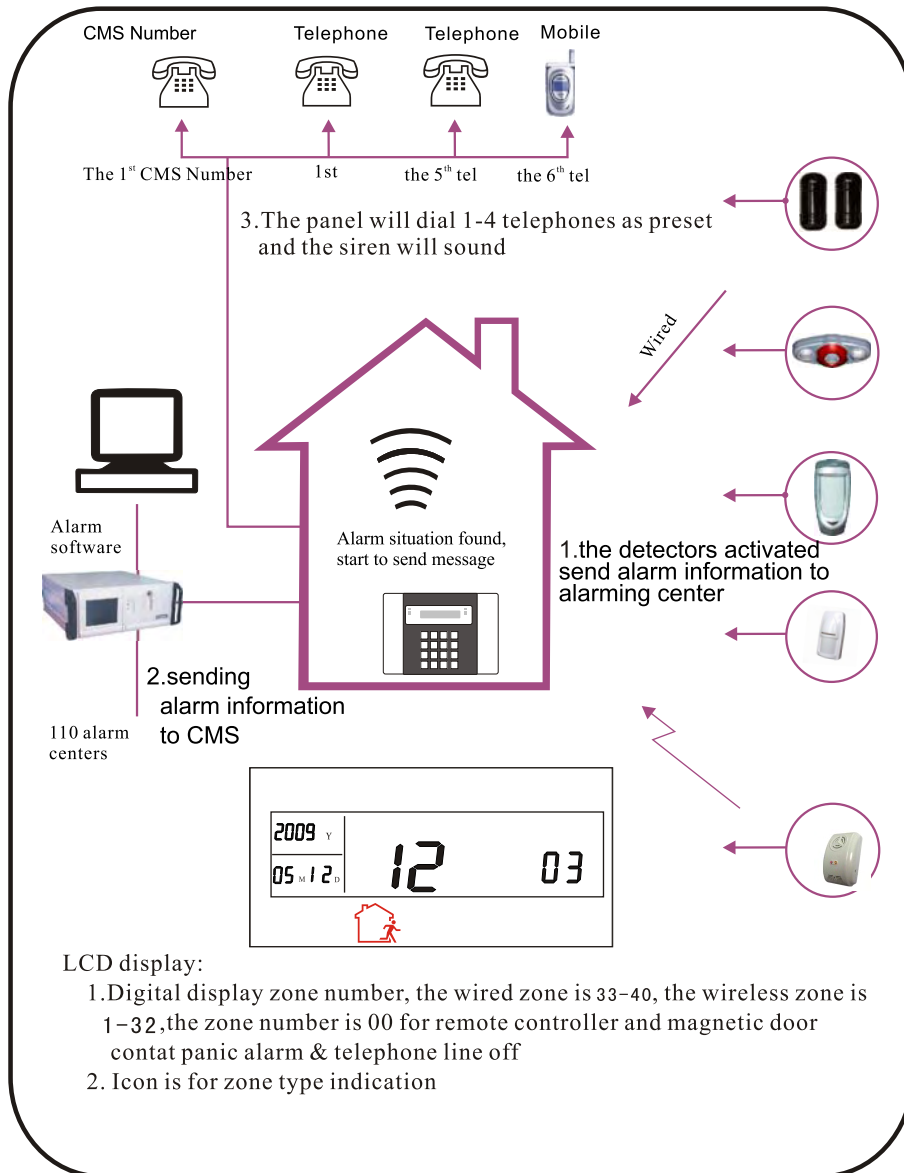 CMS Number
Telephone
Telephone
Mobile
The 1st CMS Number
1st
the 5th tel
the 6th tel
3.The panel will dial 1-4 telephones as preset
and the siren will sound
Wired
Alarm
software
Alarm situation found,
start to send message
1.the detectors activated
send alarm information to
alarming center
2.sending
alarm information
to CMS
110 alarm
centers
2009 Y
05 M 12 D
12
03
LCD display:
1.Digital display zone number, the wired zone is 33-40, the wireless zone is
1-32,the zone number is 00 for remote controller and magnetic door
contat panic alarm & telephone line off
2. Icon is for zone type indication